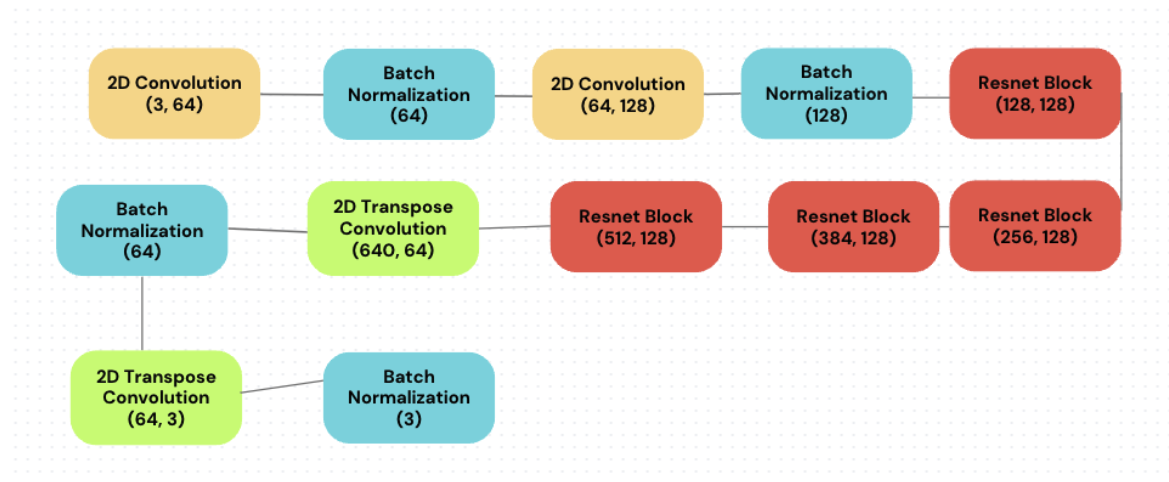 2D Convolution
(3, 64)
Batch
Normalization
(64)
2D Convolution
(64, 128)
Batch
Normalization
(128)
Resnet Block
(128, 128)
Batch
Normalization
(64)
2D Transpose
Convolution
(640, 64)
Resnet Block
(512, 128)
Resnet Block
(384, 128)
Resnet Block
(256, 128)
2D Transpose
Convolution
(64, 3)
Batch
Normalization
(3)